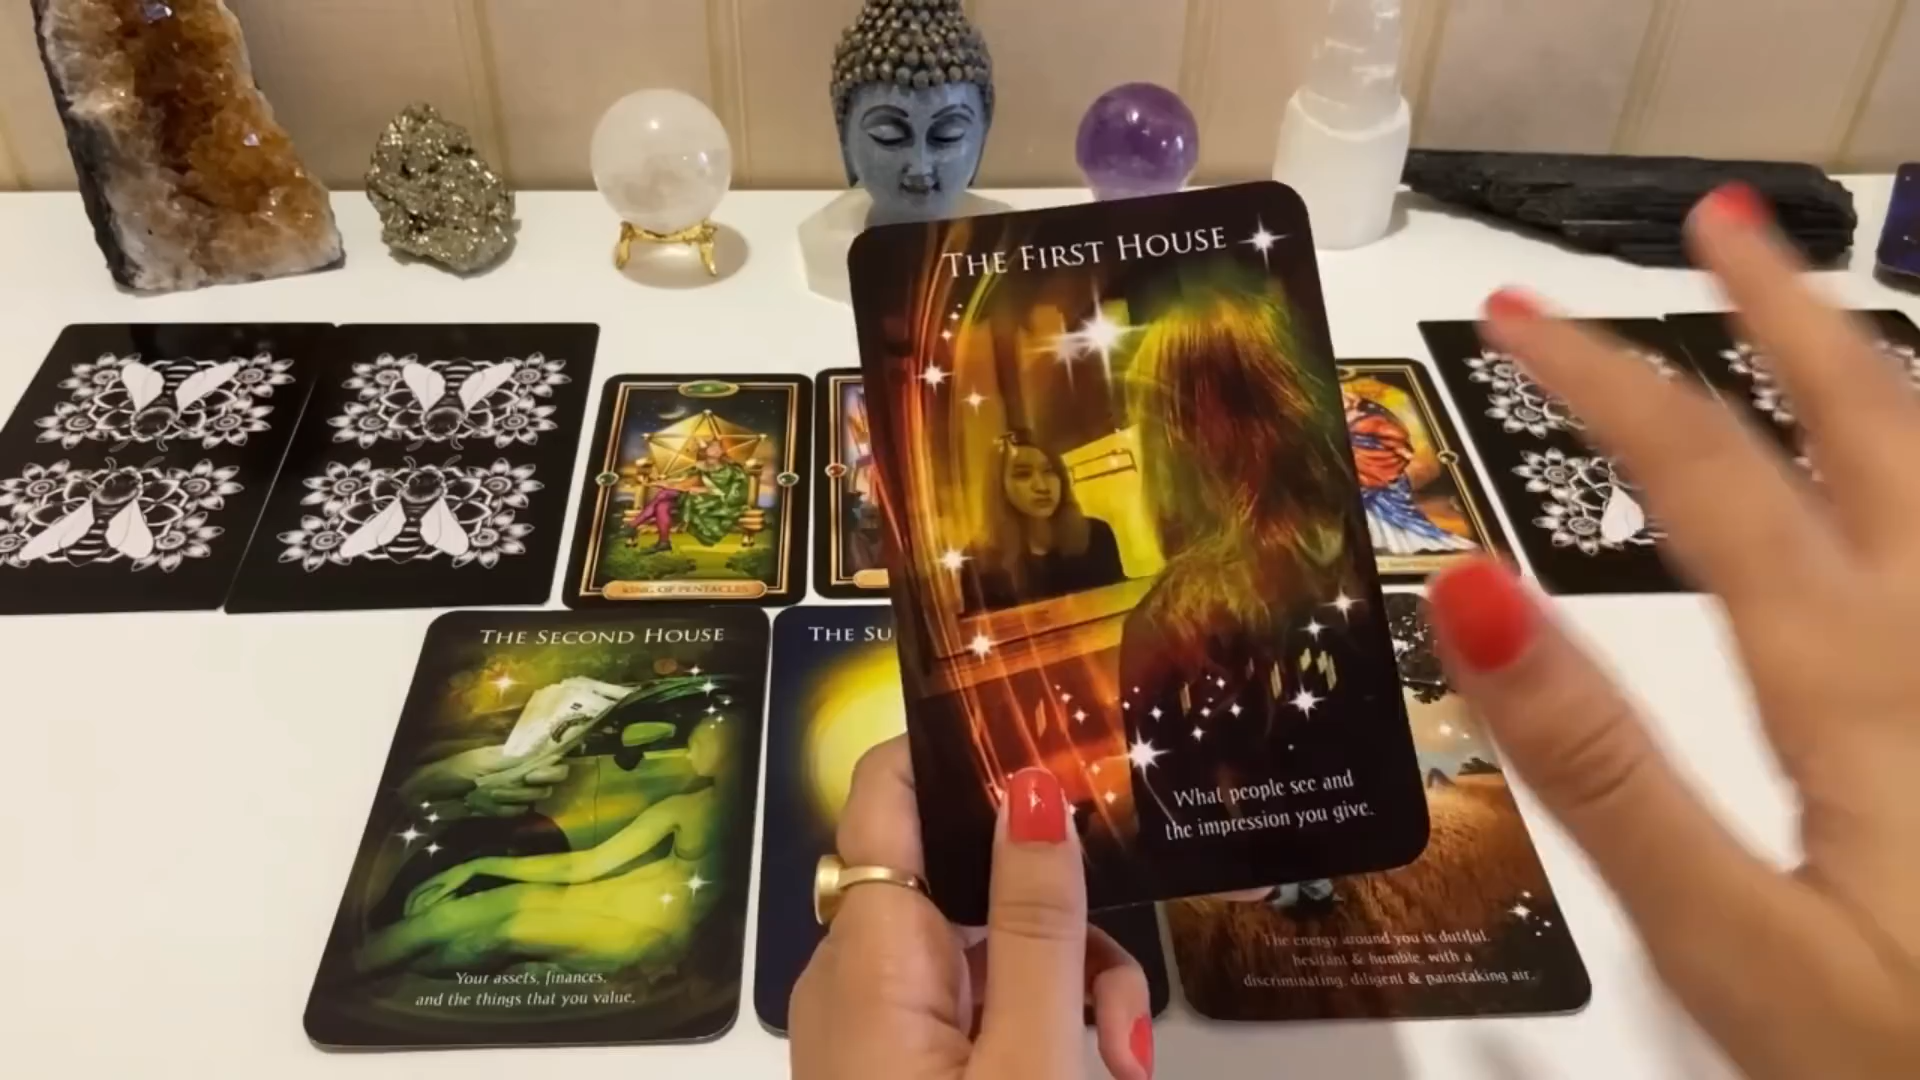 THE FIRST HOUSE
What people see and
the impression you give.
KING OF PENTACLES
THE SECOND HOUSE
Your assets, finances,
and the things that you value.
THE
The energy around you is dutiful,
hesitant & humble, with a
discriminating, diligent & painstaking air.